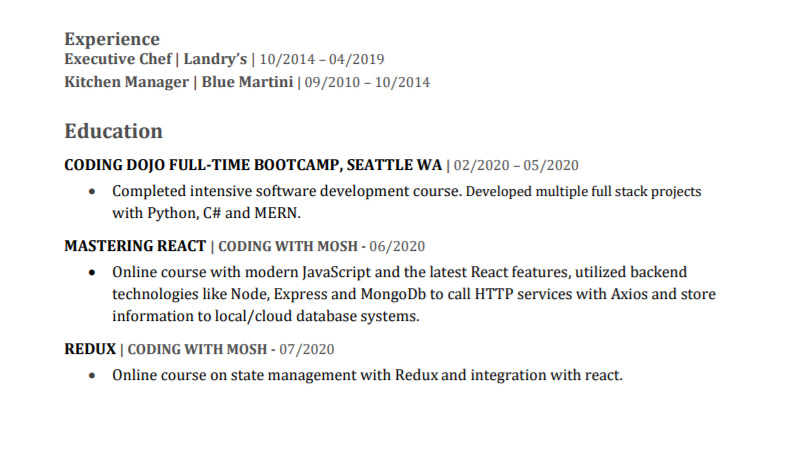 Experience
Executive Chef | Landry’s | 10/2014 – 04/2019
Kitchen Manager | Blue Martini | 09/2010 – 10/2014
Education
CODING DOJO FULL-TIME BOOTCAMP, SEATTLE WA | 02/2020 – 05/2020
• Completed intensive software development course. Developed multiple full stack projects
with Python, C# and MERN.
MASTERING REACT | CODING WITH MOSH - 06/2020
• Online course with modern JavaScript and the latest React features, utilized backend
technologies like Node, Express and MongoDb to call HTTP services with Axios and store
information to local/cloud database systems.
REDUX | CODING WITH MOSH - 07/2020
• Online course on state management with Redux and integration with react.